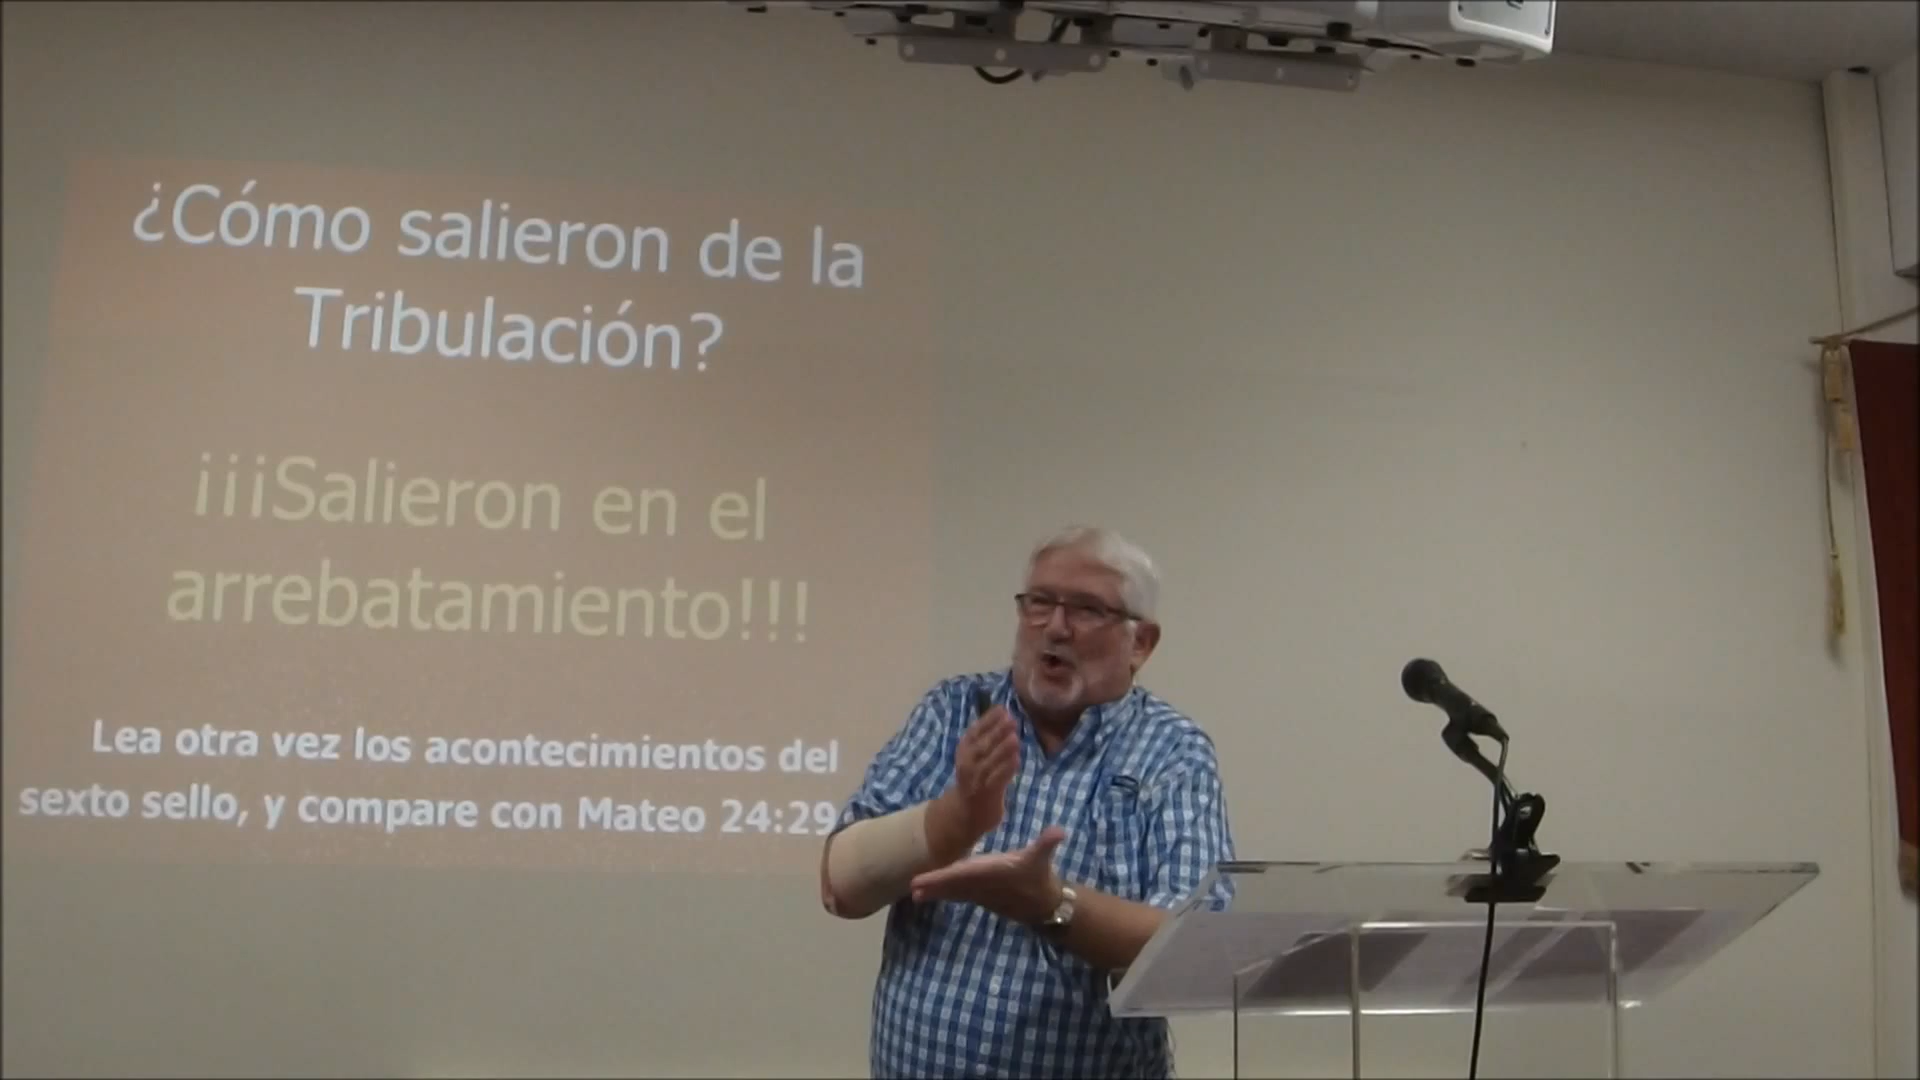 ¿Cómo salieron de la
Tribulación?
¡¡¡Salieron en el
arrebatamiento!!!
Lea otra vez los acontecimientos del
sexto sello, y compare con Mateo 24:29